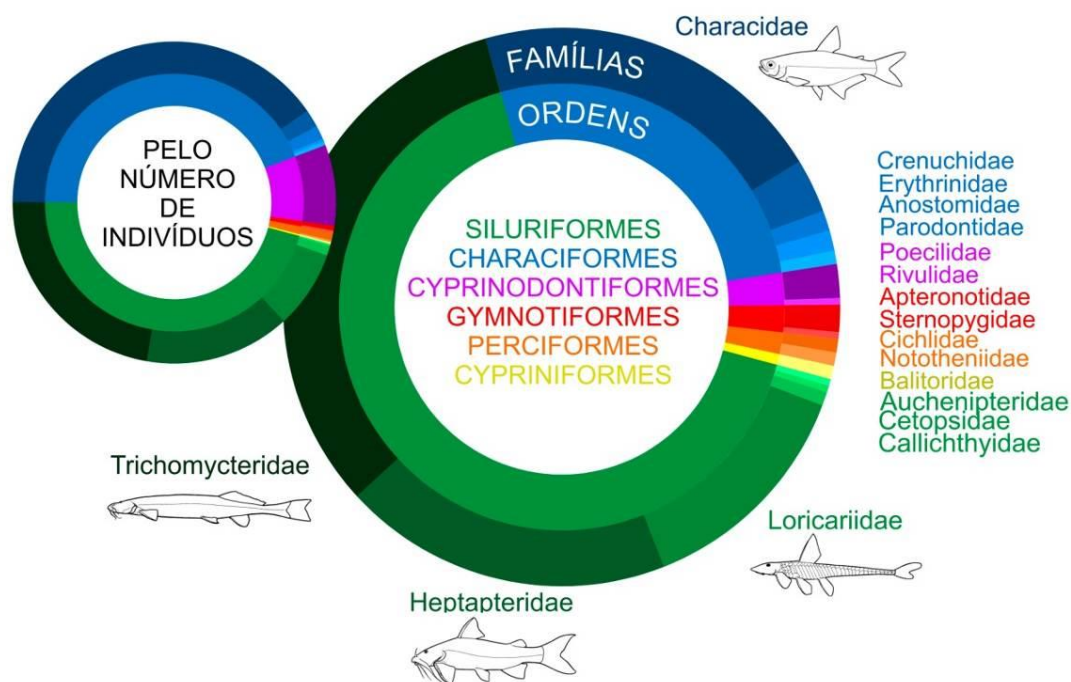 Characidae
FAMÍLIAS
ORDENS
PELO
NÚMERO
DE
INDIVÍDUOS
SILURIFORMES
CHARACIFORMES
CYPRINODONTIFORMES
GYMNOTIFORMES
PERCIFORMES
CYPRINIFORMES
Crenuchidae
Erythrinidae
Anostomidae
Parodontidae
Poecilidae
Rivulidae
Apteronotidae
Sternopygidae
Cichlidae
Nototheniidae
Balitoridae
Auchenipteridae
Cetopsidae
Callichthyidae
Trichomycteridae
Loricariidae
Heptapteridae